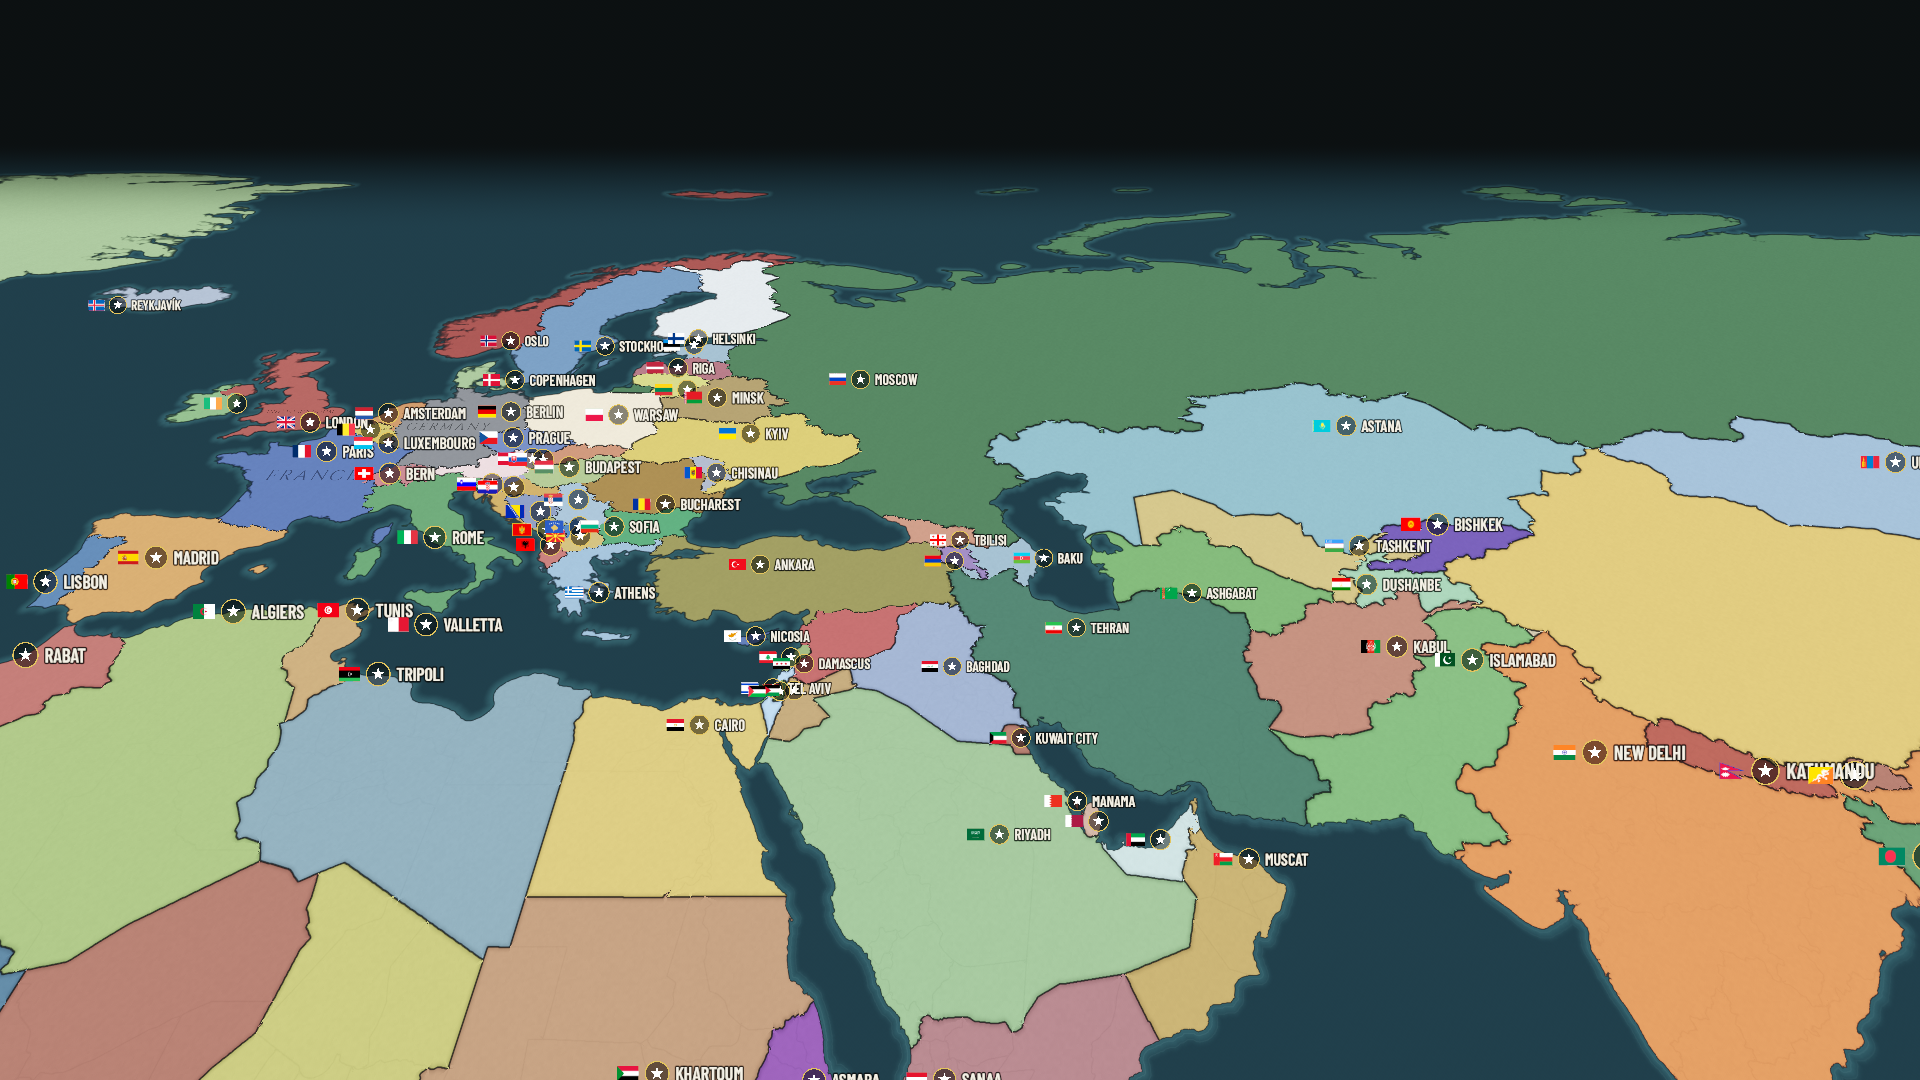 REYKJAVÍK
OSLO
STOCKHO
HELSINKI
RIGA
COPENHAGEN
MOSCOW
MINSK
AMSTERDAM
BERLIN
WARSAW
LONDON
GERMANY
KYIV
ASTANA
LUXEMBOURG
PRAGUE
PARIS
BERN
BUDAPEST
CHISINAU
FRANCE
BUCHAREST
SOFIA
BISHKEK
ROME
TBILISI
TASHKENT
MADRID
ANKARA
BAKU
LISBON
DUSHANBE
ATHENS
ASHGABAT
ALGIERS
TUNIS
VALLETTA
TEHRAN
NICOSIA
RABAT
KABUL
ISLAMABAD
DAMASCUS
BAGHDAD
TRIPOLI
TEL AVIV
CAIRO
KUWAIT CITY
NEW DELHI
KATHMANDU
MANAMA
RIYADH
MUSCAT
KHARTOUM
ASMARA
SANAA